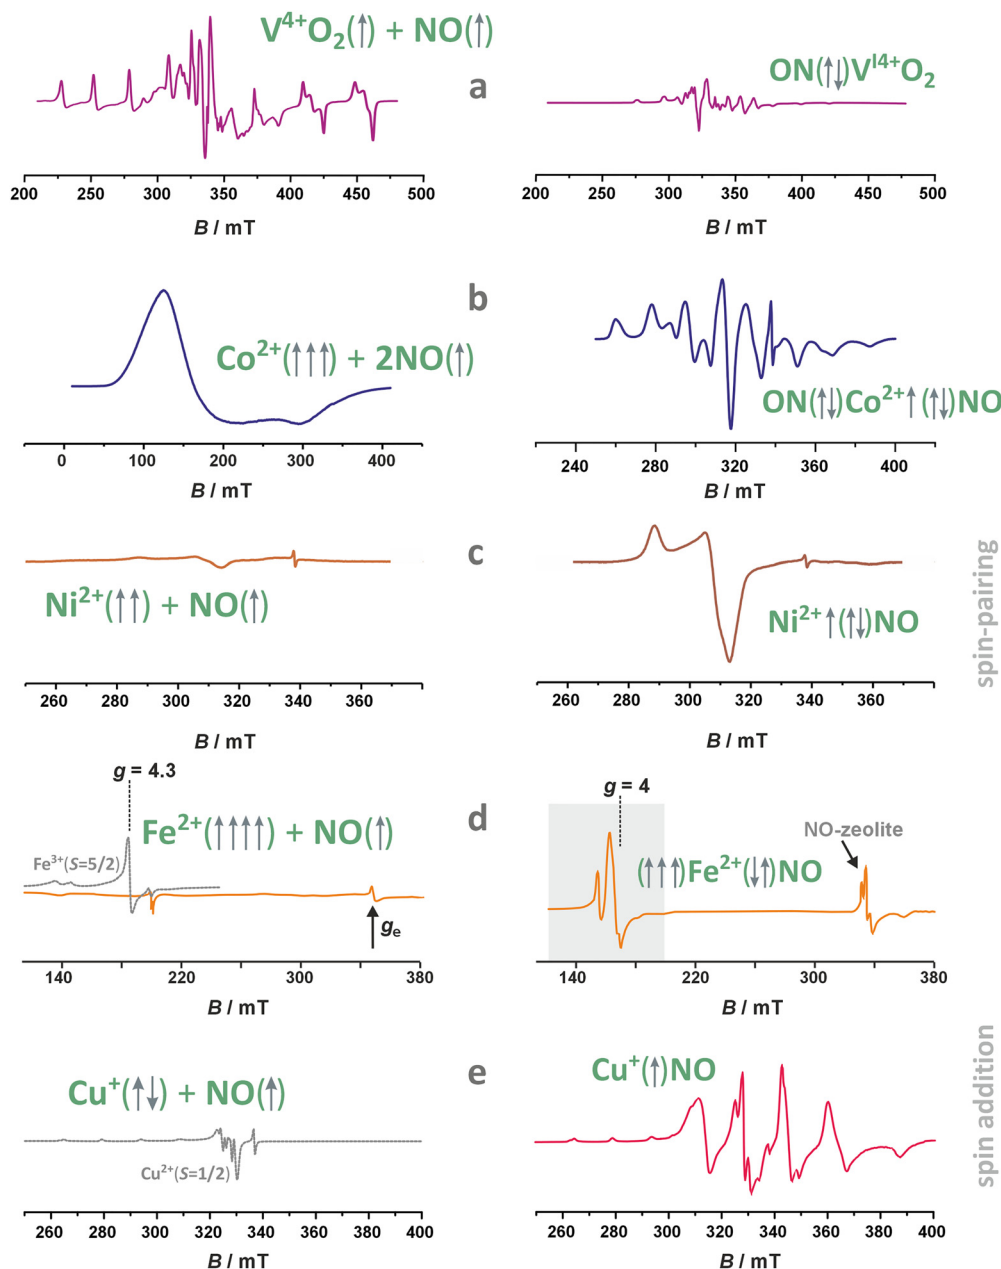 V4+O2(↑) + NO(↑)
a
ON(↑↓)VI4+O2
200 250 300 350 400 450 500
B / mT
200 250 300 350 400 450 500
B / mT
b
Co2+(↑↑↑) + 2NO(↑)
ON(↑↓)Co2+↑(↑↓)NO
0 100 200 300 400
B / mT
240 280 320 360 400
B / mT
c
Ni2+(↑↑) + NO(↑)
Ni2+↑(↑↓)NO
spin-pairing
260 280 300 320 340 360
B / mT
260 280 300 320 340 360
B / mT
g = 4.3
Fe2+(↑↑↑↑) + NO(↑)
Fe3+(S=5/2)
ge
d
g = 4
NO-zeolite
(↑↑↑)Fe2+(↓↑)NO
140 220 300 380
B / mT
140 220 300 380
B / mT
e
Cu+(↑↓) + NO(↑)
Cu2+(S=1/2)
Cu+(↑)NO
spin addition
260 280 300 320 340 360 380 400
B / mT
260 280 300 320 340 360 380 400
B / mT